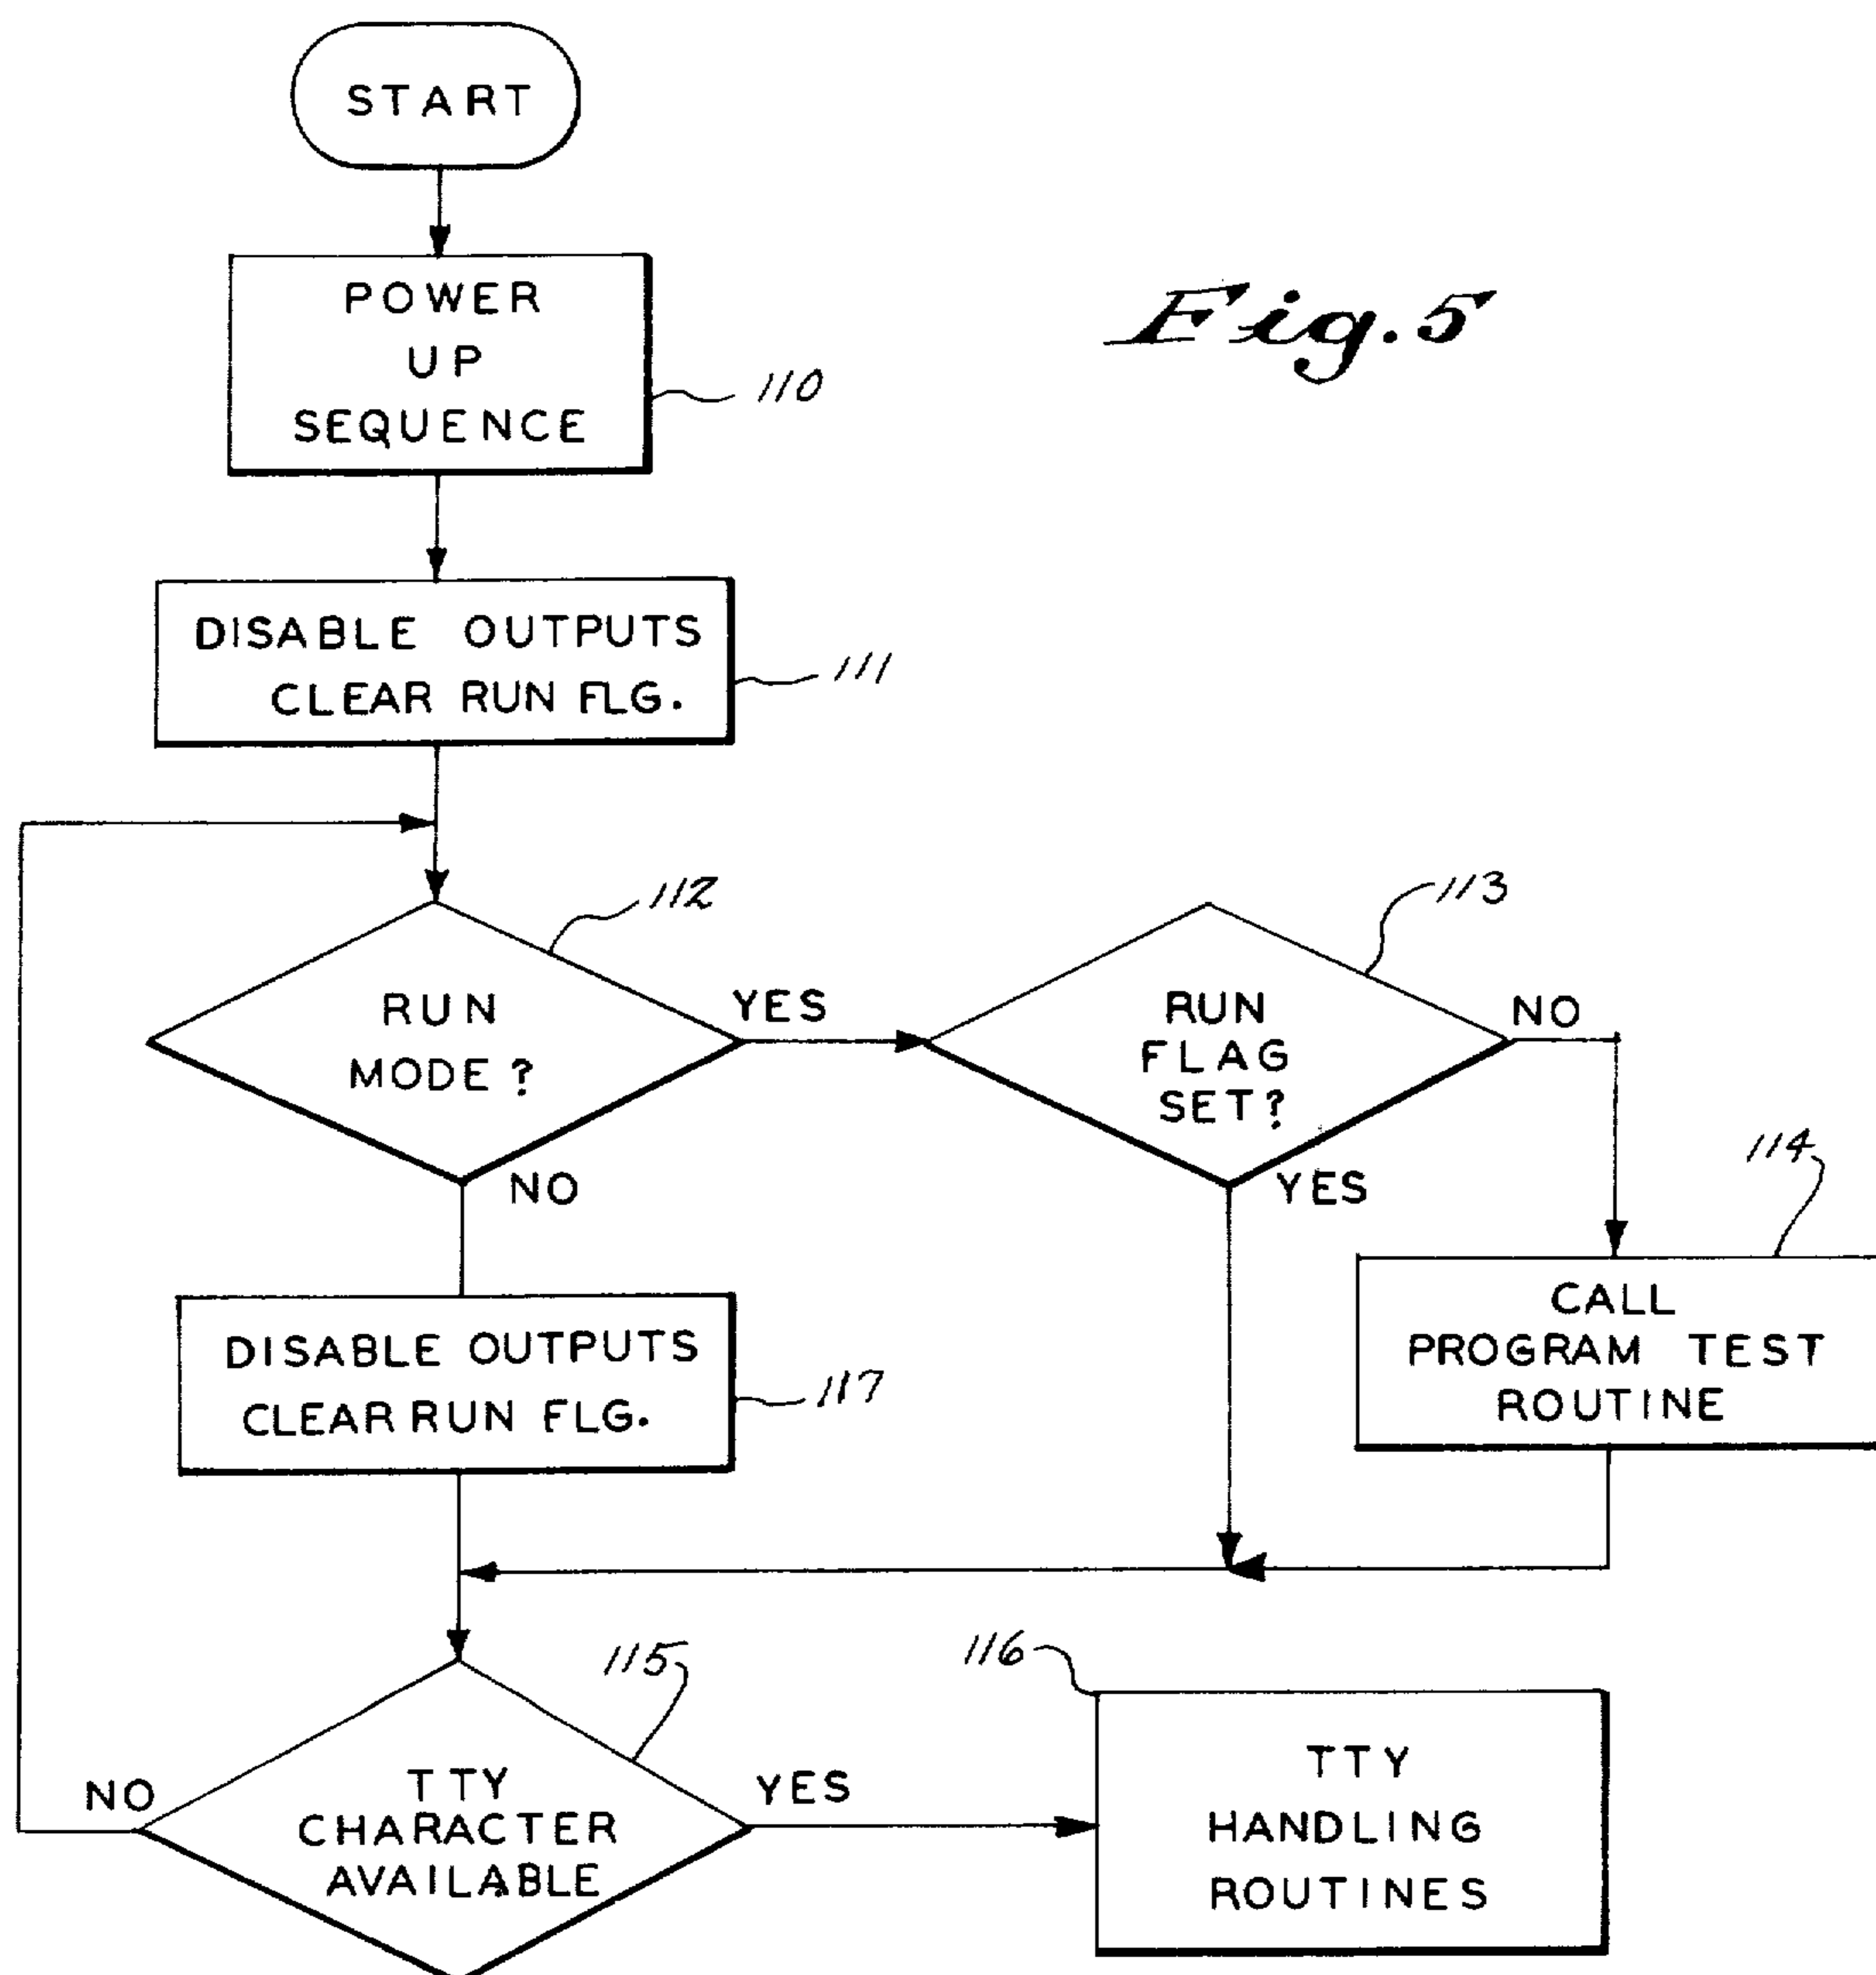 START
POWER
UP
SEQUENCE
110
Fig. 5
DISABLE OUTPUTS
CLEAR RUN FLG.
111
112
RUN
MODE ?
YES
NO
113
RUN
FLAG
SET?
NO
YES
114
CALL
PROGRAM TEST
ROUTINE
DISABLE OUTPUTS
CLEAR RUN FLG.
117
115
TTY
CHARACTER
AVAILABLE
NO
YES
116
TTY
HANDLING
ROUTINES